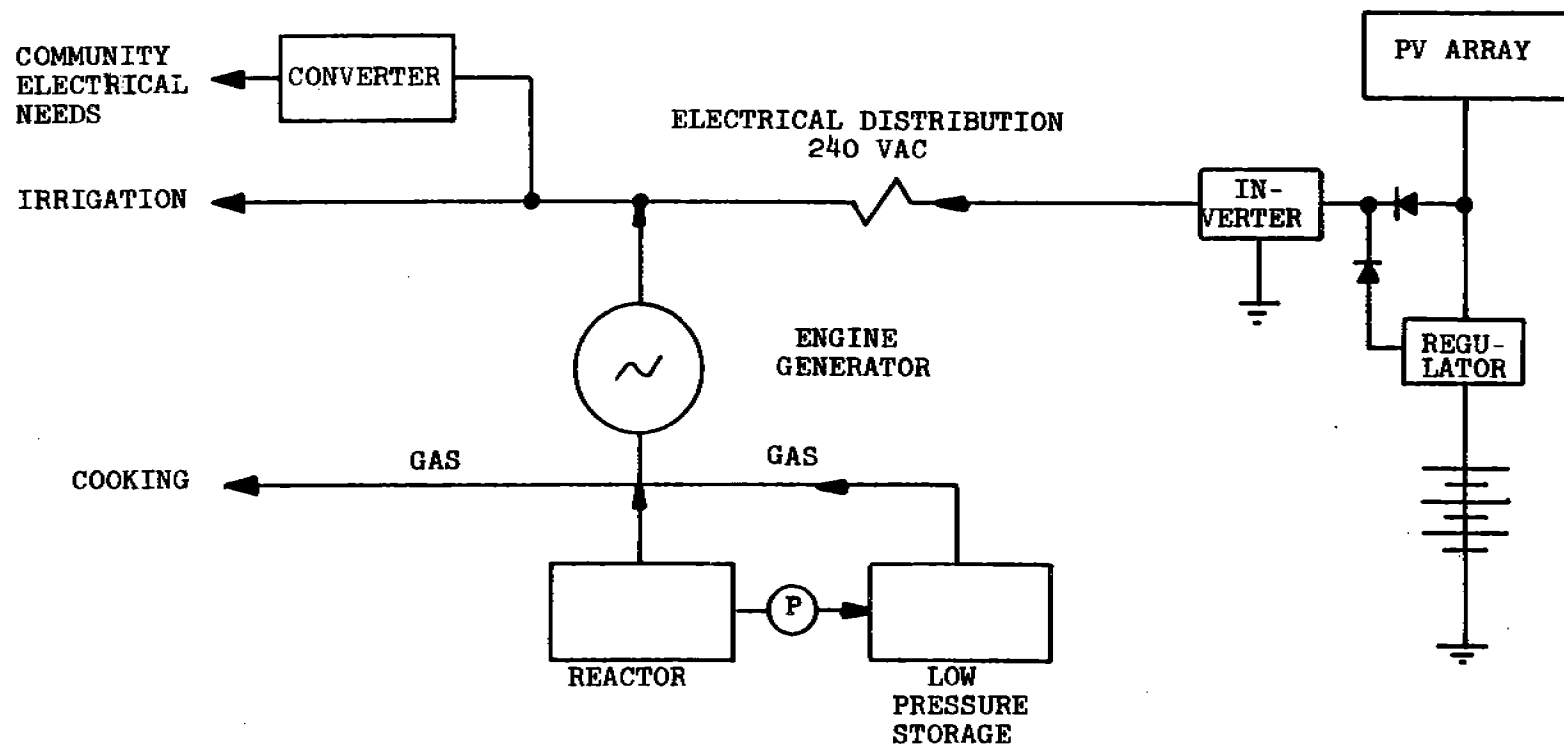 PV ARRAY
COMMUNITY
ELECTRICAL
NEEDS
CONVERTER
ELECTRICAL DISTRIBUTION
240 VAC
IRRIGATION
IN-
VERTER
ENGINE
GENERATOR
REGU-
LATOR
COOKING
GAS
GAS
P
REACTOR
LOW
PRESSURE
STORAGE